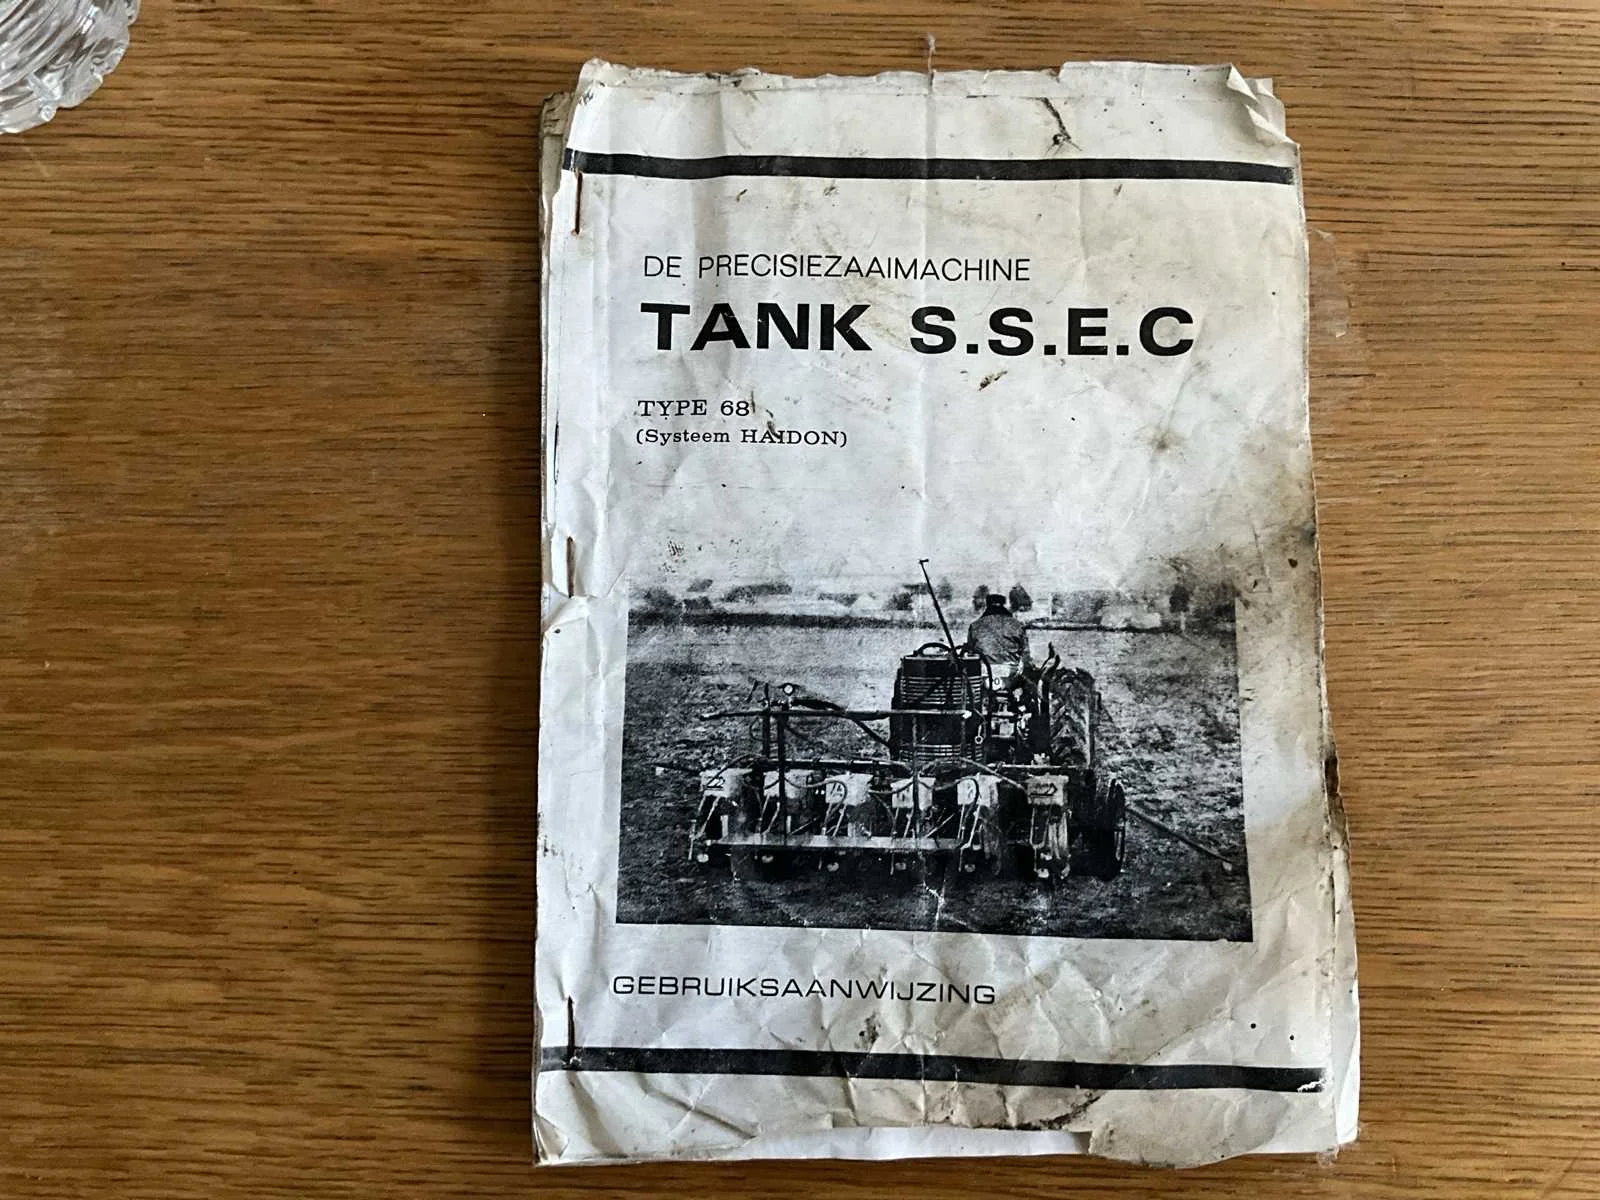 DE PRECISIEZAAIMACHINE
TANK S.S.E.C
TYPE 68
(Systeem HAIDON)
GEBRUIKSAANWIJZING